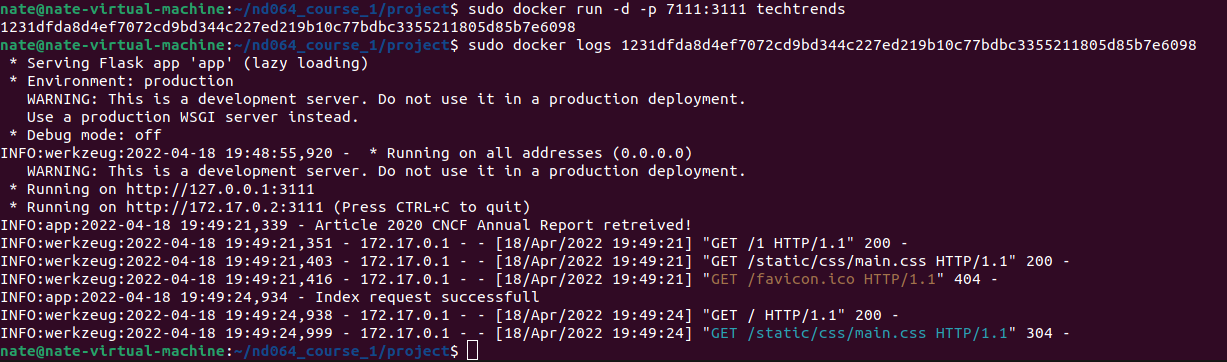 nate@nate-virtual-machine:~/nd064_course_1/project$ sudo docker run -d -p 7111:3111 techtrends
1231dfda8d4ef7072cd9bd344c227ed219b10c77bdbc3355211805d85b7e6098
nate@nate-virtual-machine:~/nd064_course_1/project$ sudo docker logs 1231dfda8d4ef7072cd9bd344c227ed219b10c77bdbc3355211805d85b7e6098
 * Serving Flask app 'app' (lazy loading)
 * Environment: production
   WARNING: This is a development server. Do not use it in a production deployment.
   Use a production WSGI server instead.
 * Debug mode: off
INFO:werkzeug:2022-04-18 19:48:55,920 -  * Running on all addresses (0.0.0.0)
   WARNING: This is a development server. Do not use it in a production deployment.
 * Running on http://127.0.0.1:3111
 * Running on http://172.17.0.2:3111 (Press CTRL+C to quit)
INFO:app:2022-04-18 19:49:21,339 - Article 2020 CNCF Annual Report retreived!
INFO:werkzeug:2022-04-18 19:49:21,351 - 172.17.0.1 - - [18/Apr/2022 19:49:21] "GET /1 HTTP/1.1" 200 -
INFO:werkzeug:2022-04-18 19:49:21,403 - 172.17.0.1 - - [18/Apr/2022 19:49:21] "GET /static/css/main.css HTTP/1.1" 200 -
INFO:werkzeug:2022-04-18 19:49:21,416 - 172.17.0.1 - - [18/Apr/2022 19:49:21] "GET /favicon.ico HTTP/1.1" 404 -
INFO:app:2022-04-18 19:49:24,934 - Index request successfull
INFO:werkzeug:2022-04-18 19:49:24,938 - 172.17.0.1 - - [18/Apr/2022 19:49:24] "GET / HTTP/1.1" 200 -
INFO:werkzeug:2022-04-18 19:49:24,999 - 172.17.0.1 - - [18/Apr/2022 19:49:24] "GET /static/css/main.css HTTP/1.1" 304 -
nate@nate-virtual-machine:~/nd064_course_1/project$